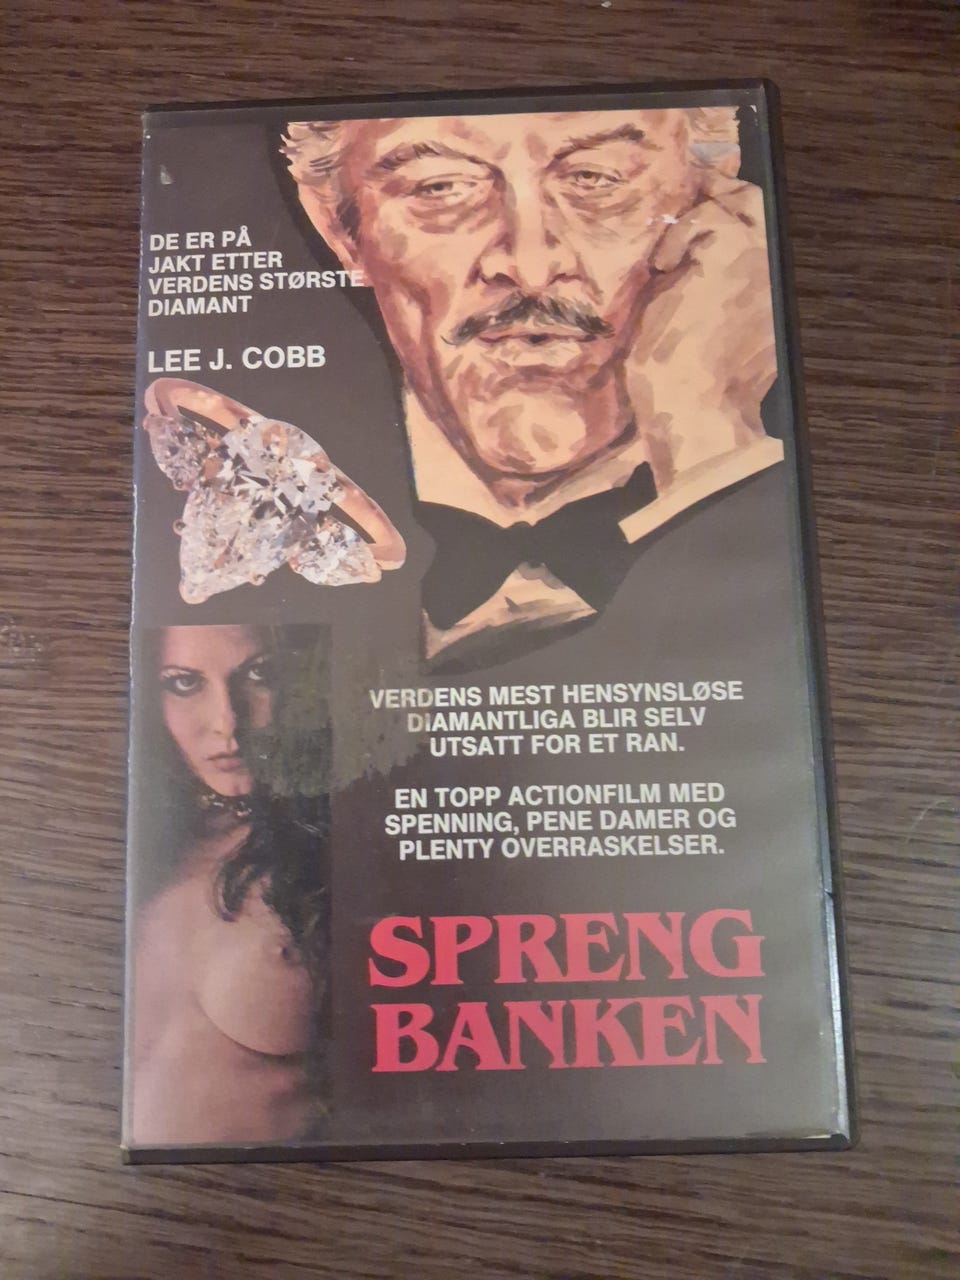 DE ER PÅ
JAKT ETTER
VERDENS STØRSTE
DIAMANT
LEE J. COBB
VERDENS MEST HENSYNSLØSE
DIAMANTLIGA BLIR SELV
UTSATT FOR ET RAN.
EN TOPP ACTIONFILM MED
SPENNING, PENE DAMER OG
PLENTY OVERRASKELSER.
SPRENG
BANKEN